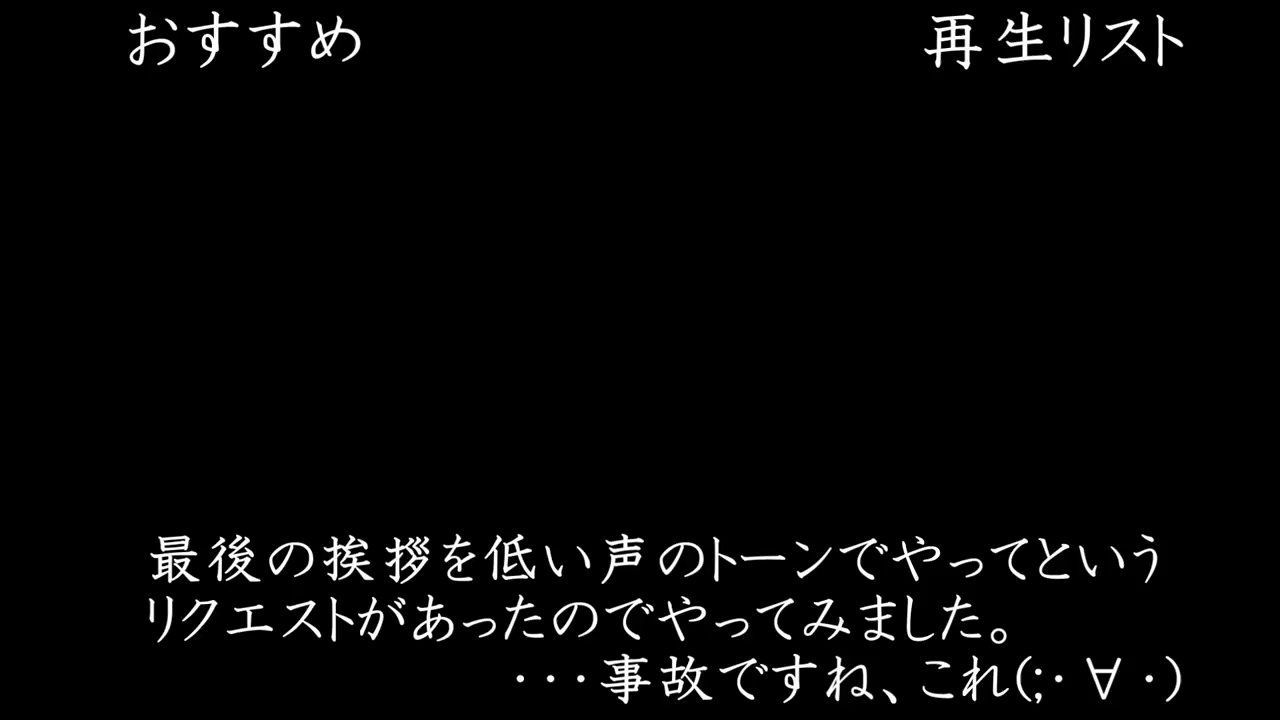 おすすめ 再生リスト
最後の挨拶を低い声のトーンでやってという
リクエストがあったのでやってみました。
・・・事故ですね、これ(;・∀・)